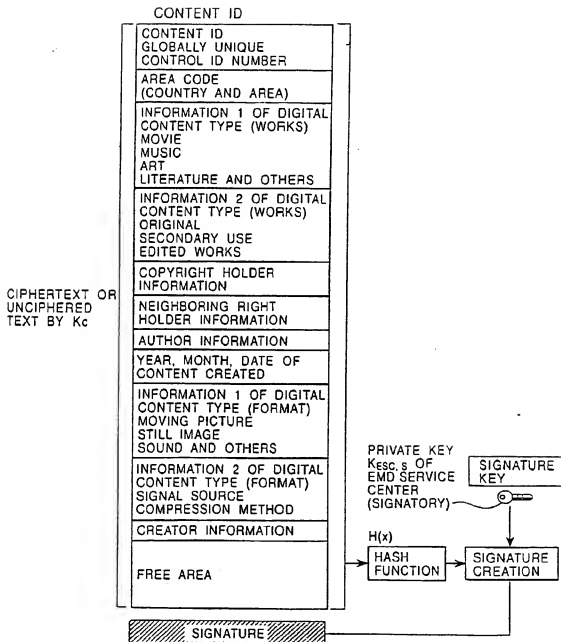 CONTENT ID
CONTENT ID
GLOBALLY UNIQUE
CONTROL ID NUMBER
AREA CODE
(COUNTRY AND AREA)
INFORMATION 1 OF DIGITAL
CONTENT TYPE (WORKS)
MOVIE
MUSIC
ART
LITERATURE AND OTHERS
INFORMATION 2 OF DIGITAL
CONTENT TYPE (WORKS)
ORIGINAL
SECONDARY USE
EDITED WORKS
COPYRIGHT HOLDER
INFORMATION
CIPHERTEXT OR
UNCIPHERED
TEXT BY Kc
NEIGHBORING RIGHT
HOLDER INFORMATION
AUTHOR INFORMATION
YEAR, MONTH, DATE OF
CONTENT CREATED
INFORMATION 1 OF DIGITAL
CONTENT TYPE (FORMAT)
MOVING PICTURE
STILL IMAGE
SOUND AND OTHERS
INFORMATION 2 OF DIGITAL
CONTENT TYPE (FORMAT)
SIGNAL SOURCE
COMPRESSION METHOD
CREATOR INFORMATION
FREE AREA
PRIVATE KEY
KESC, S OF
EMD SERVICE
CENTER
(SIGNATORY)
SIGNATURE
KEY
H(x)
HASH
FUNCTION
SIGNATURE
CREATION
SIGNATURE